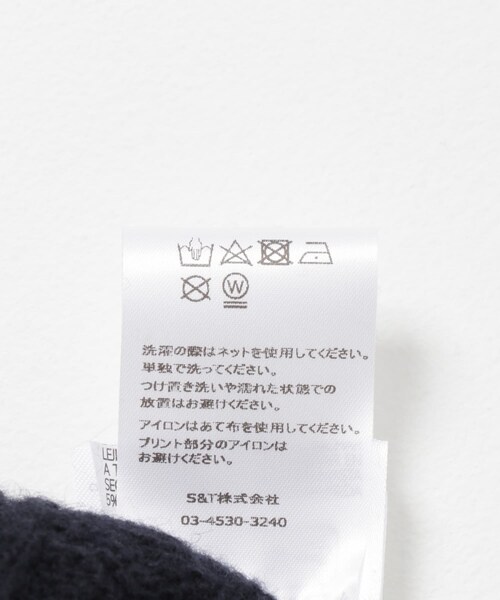 W
洗濯の際はネットを使用してください。
単独で洗ってください。
つけ置き洗いや濡れた状態での
放置はお避けください。
アイロンはあて布を使用してください。
プリント部分のアイロンは
お避けください。
S&T株式会社
03-4530-3240